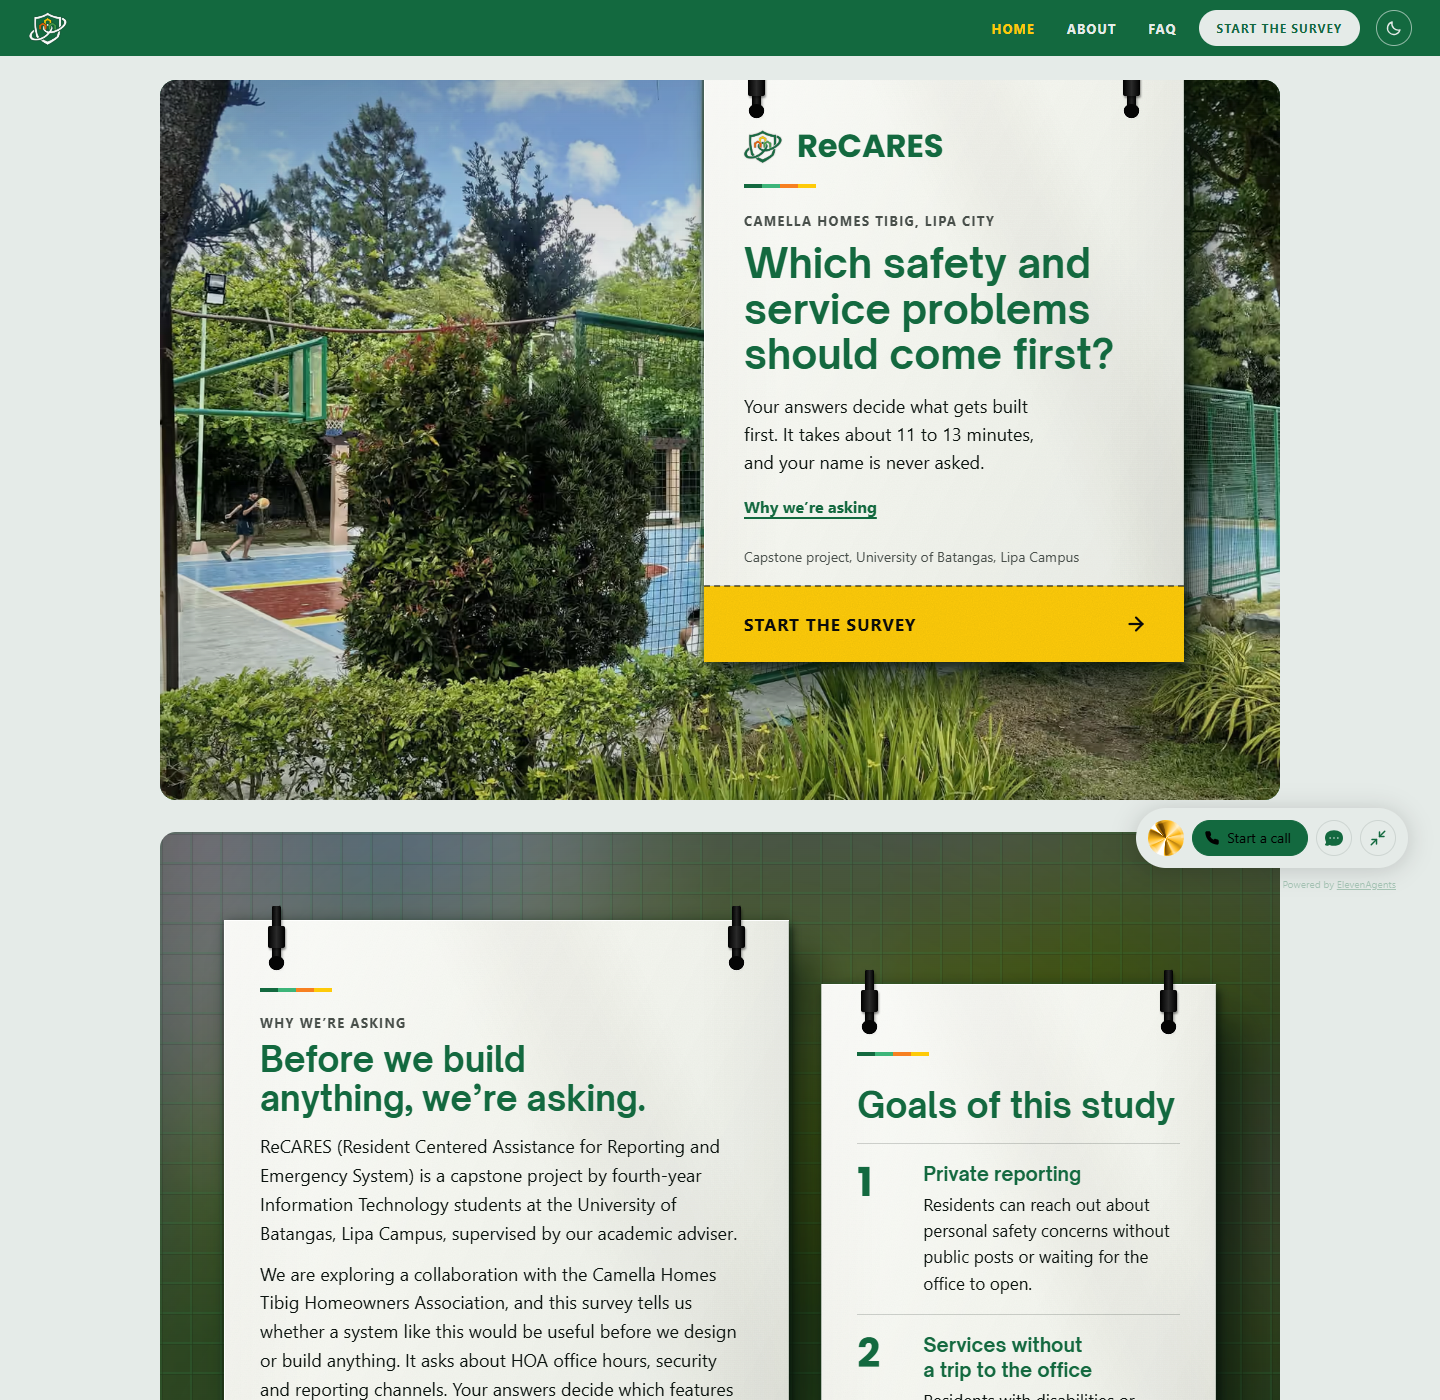 HOME
ABOUT
FAQ
START THE SURVEY
ReCARES
CAMELLA HOMES TIBIG, LIPA CITY
Which safety and
service problems
should come first?
Your answers decide what gets built
first. It takes about 11 to 13 minutes,
and your name is never asked.
Why we're asking
Capstone project, University of Batangas, Lipa Campus
START THE SURVEY
Start a call
Powered by ElevenAgents
WHY WE'RE ASKING
Before we build
anything, we're asking.
ReCARES (Resident Centered Assistance for Reporting and
Emergency System) is a capstone project by fourth-year
Information Technology students at the University of
Batangas, Lipa Campus, supervised by our academic adviser.
We are exploring a collaboration with the Camella Homes
Tibig Homeowners Association, and this survey tells us
whether a system like this would be useful before we design
or build anything. It asks about HOA office hours, security
and reporting channels. Your answers decide which features
Goals of this study
1
Private reporting
Residents can reach out about
personal safety concerns without
public posts or waiting for the
office to open.
2
Services without
a trip to the office
Residents with disabilities or